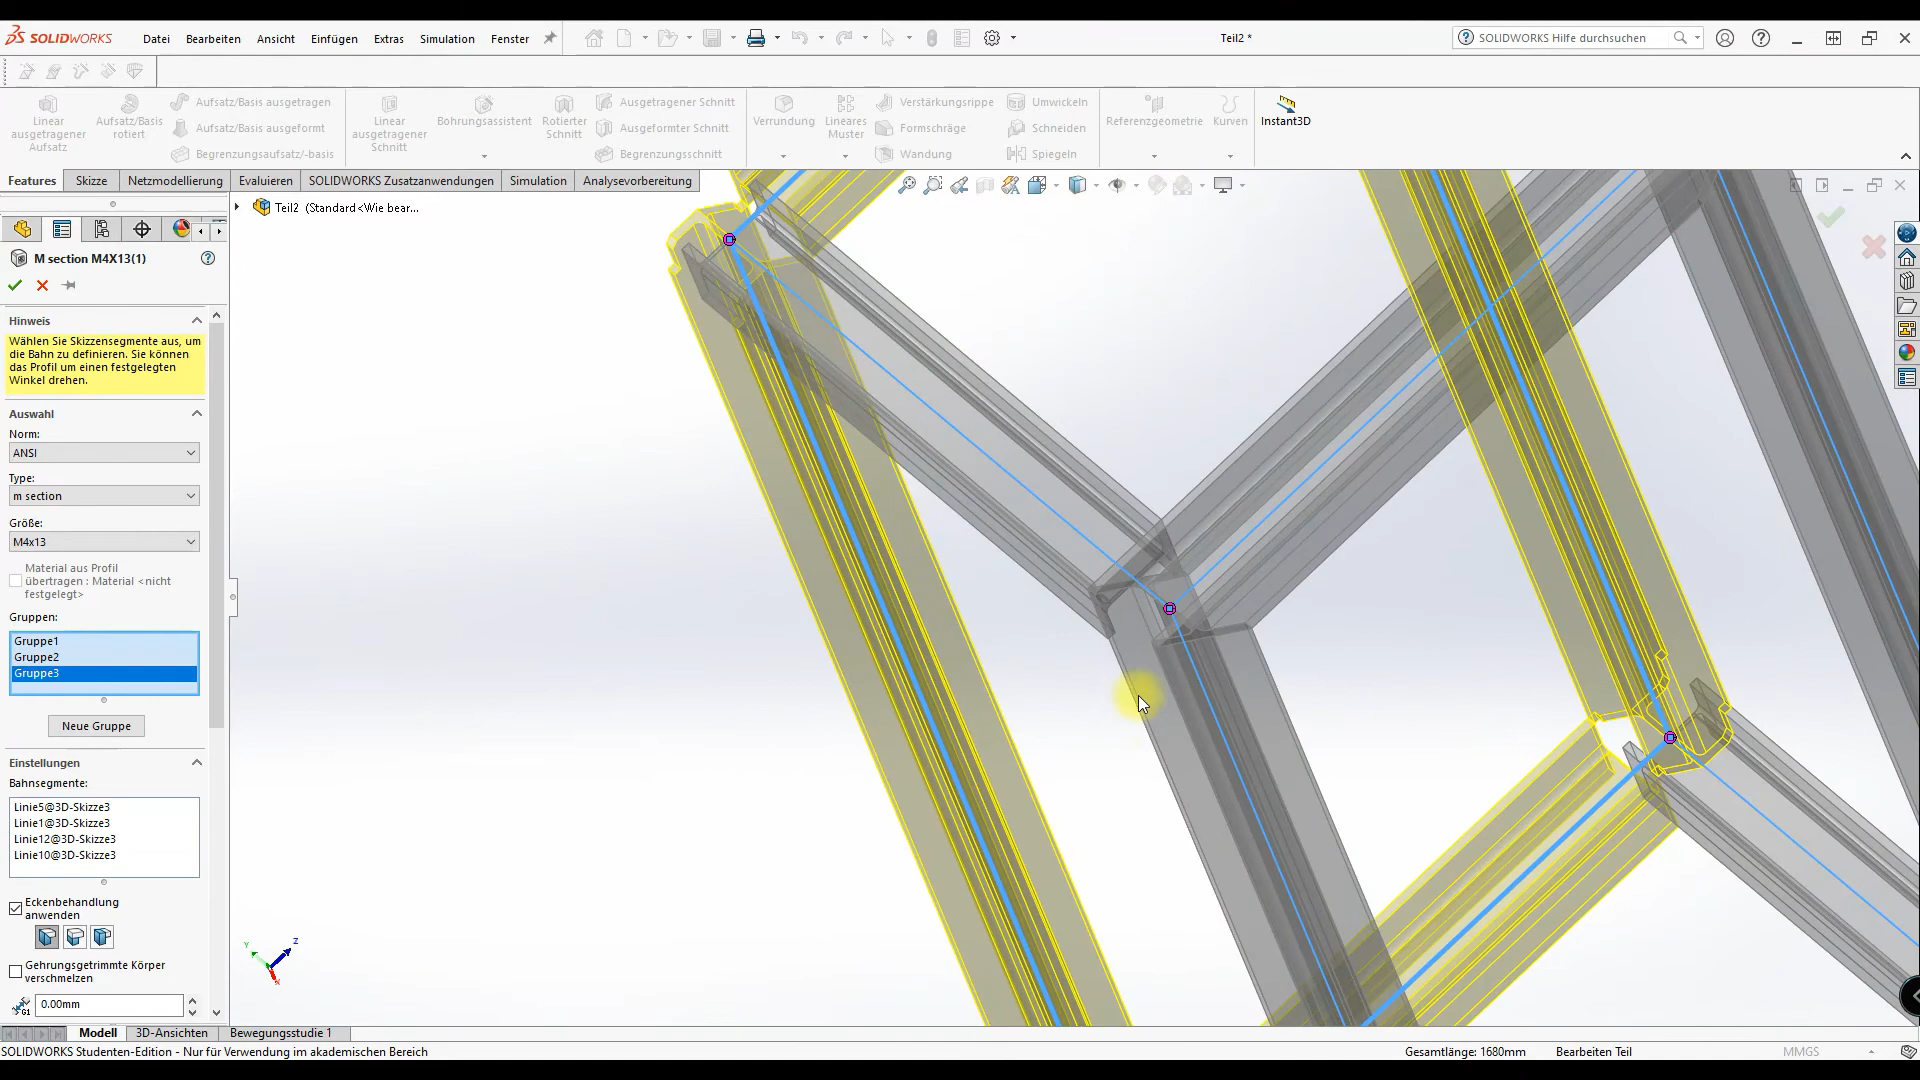 SOLIDWORKS
Datei
Bearbeiten
Ansicht
Einfügen
Extras
Simulation
Fenster
Teil2 *
SOLIDWORKS Hilfe durchsuchen
Linear
ausgetragener
Aufsatz
Aufsatz/Basis
rotiert
Aufsatz/Basis ausgetragen
Aufsatz/Basis ausgeformt
Begrenzungsaufsatz/-basis
Linear
ausgetragener
Schnitt
Bohrungsassistent
Rotierter
Schnitt
Ausgetragener Schnitt
Ausgeformter Schnitt
Begrenzungsschnitt
Verrundung
Lineares
Muster
Verstärkungsrippe
Formschräge
Wandung
Umwickeln
Schneiden
Spiegeln
Referenzgeometrie
Kurven
Instant3D
Features
Skizze
Netzmodellierung
Evaluieren
SOLIDWORKS Zusatzanwendungen
Simulation
Analysevorbereitung
Teil2 (Standard<Wie bear...
M section M4X13(1)
Hinweis
Wählen Sie Skizzensegmente aus, um
die Bahn zu definieren. Sie können
das Profil um einen festgelegten
Winkel drehen.
Auswahl
Norm:
ANSI
Type:
m section
Größe:
M4x13
Material aus Profil
übertragen : Material <nicht
festgelegt>
Gruppen:
Gruppe1
Gruppe2
Gruppe3
Neue Gruppe
Einstellungen
Bahnsegmente:
Linie5@3D-Skizze3
Linie1@3D-Skizze3
Linie12@3D-Skizze3
Linie10@3D-Skizze3
Eckenbehandlung
anwenden
Gehrungsgetrimmte Körper
verschmelzen
G1
0.00mm
Y
Z
X
Modell
3D-Ansichten
Bewegungsstudie 1
SOLIDWORKS Studenten-Edition - Nur für Verwendung im akademischen Bereich
Gesamtlänge: 1680mm
Bearbeiten Teil
MMGS